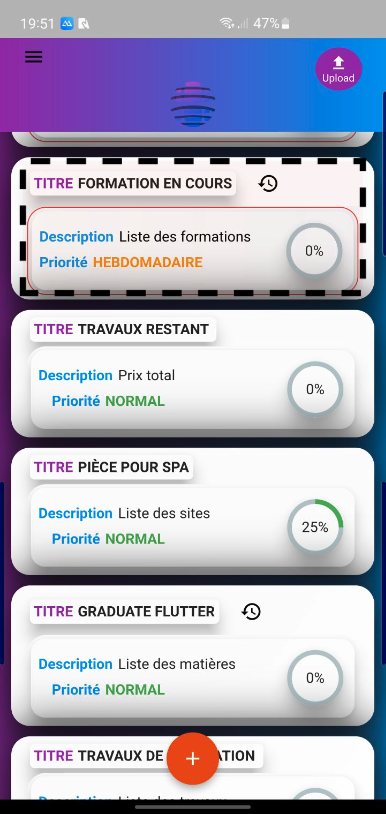 19:51 47%
Upload
TITRE FORMATION EN COURS
Description Liste des formations
0%
Priorité HEBDOMADAIRE
TITRE TRAVAUX RESTANT
Description Prix total
0%
Priorité NORMAL
TITRE PIÈCE POUR SPA
Description Liste des sites
25%
Priorité NORMAL
TITRE GRADUATE FLUTTER
Description Liste des matières
0%
Priorité NORMAL
TITRE TRAVAUX DE